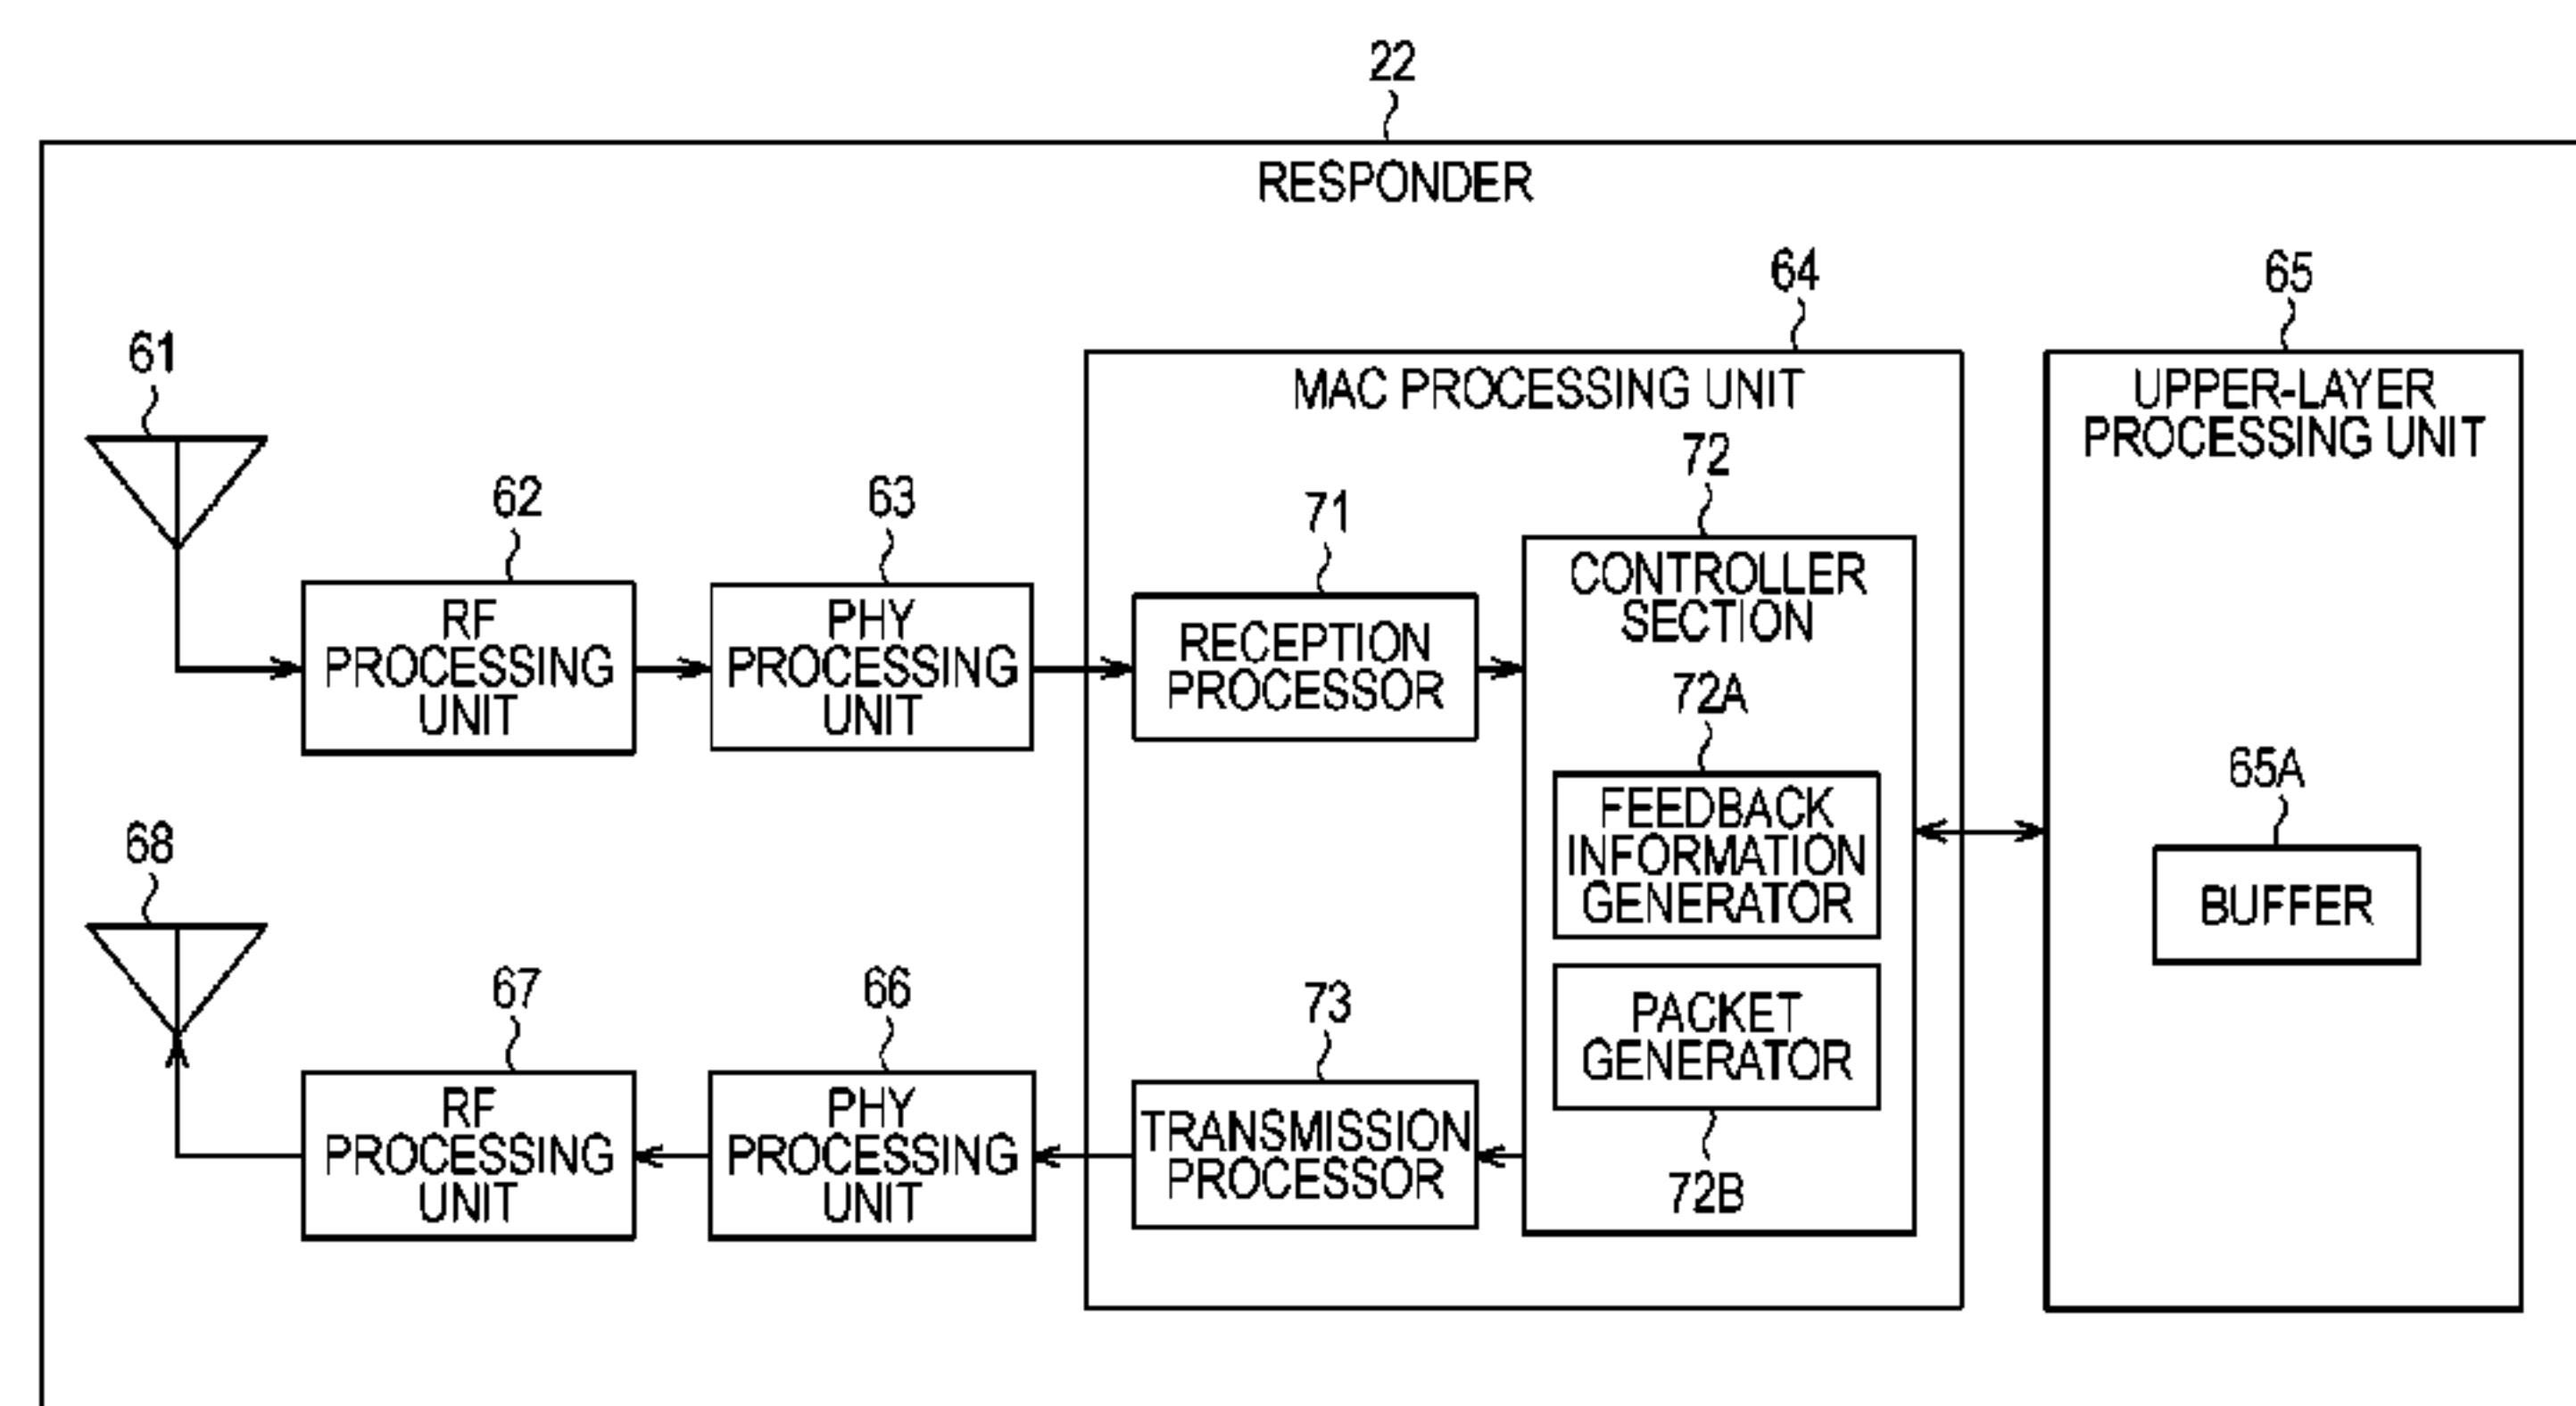 22
RESPONDER
64
65
61
MAC PROCESSING UNIT
UPPER-LAYER
PROCESSING UNIT
72
62
63
71
CONTROLLER
SECTION
RF
PROCESSING
UNIT
PHY
PROCESSING
UNIT
RECEPTION
PROCESSOR
72A
65A
FEEDBACK
INFORMATION
GENERATOR
68
BUFFER
67
66
73
PACKET
GENERATOR
RF
PROCESSING
UNIT
PHY
PROCESSING
UNIT
TRANSMISSION
PROCESSOR
72B